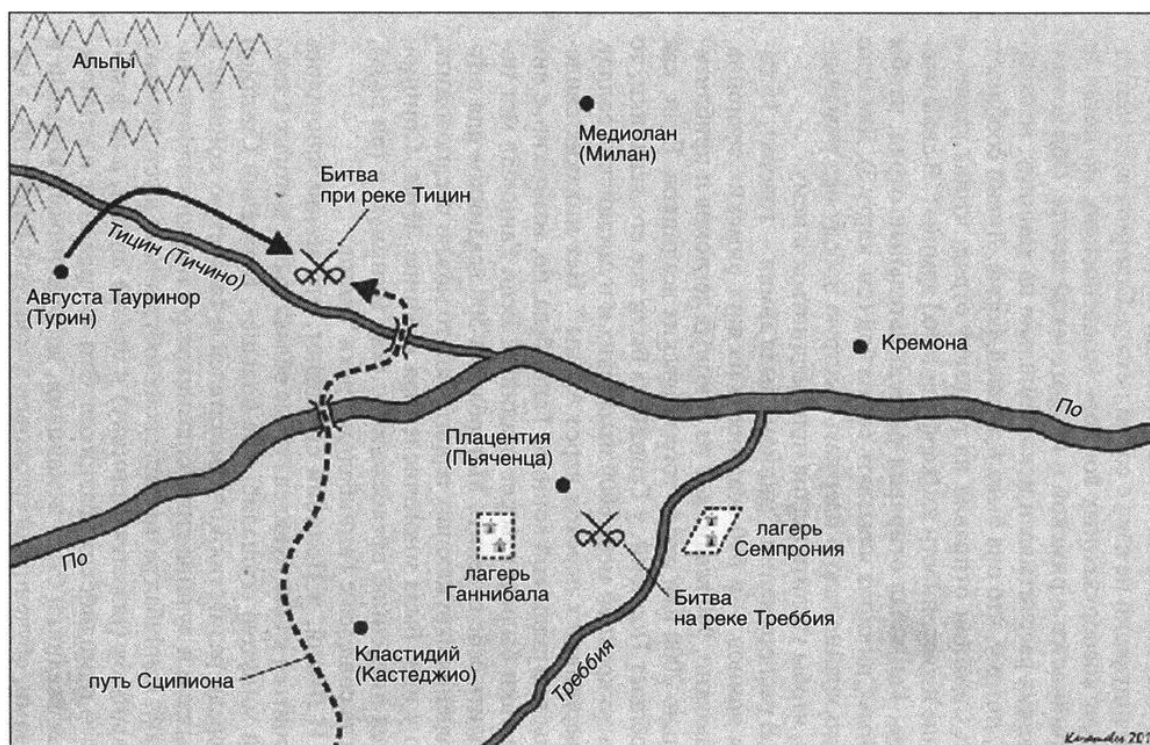 Альпы
Медиолан
(Милан)
Битва
при реке Тицин
Тицин (Тичино)
Августа Тауринор
(Турин)
Кремона
По
Плацентия
(Пьяченца)
лагерь
Семпрония
По
лагерь
Ганнибала
Битва
на реке Треббия
Кластидий
(Кастеджио)
Треббия
путь Сципиона